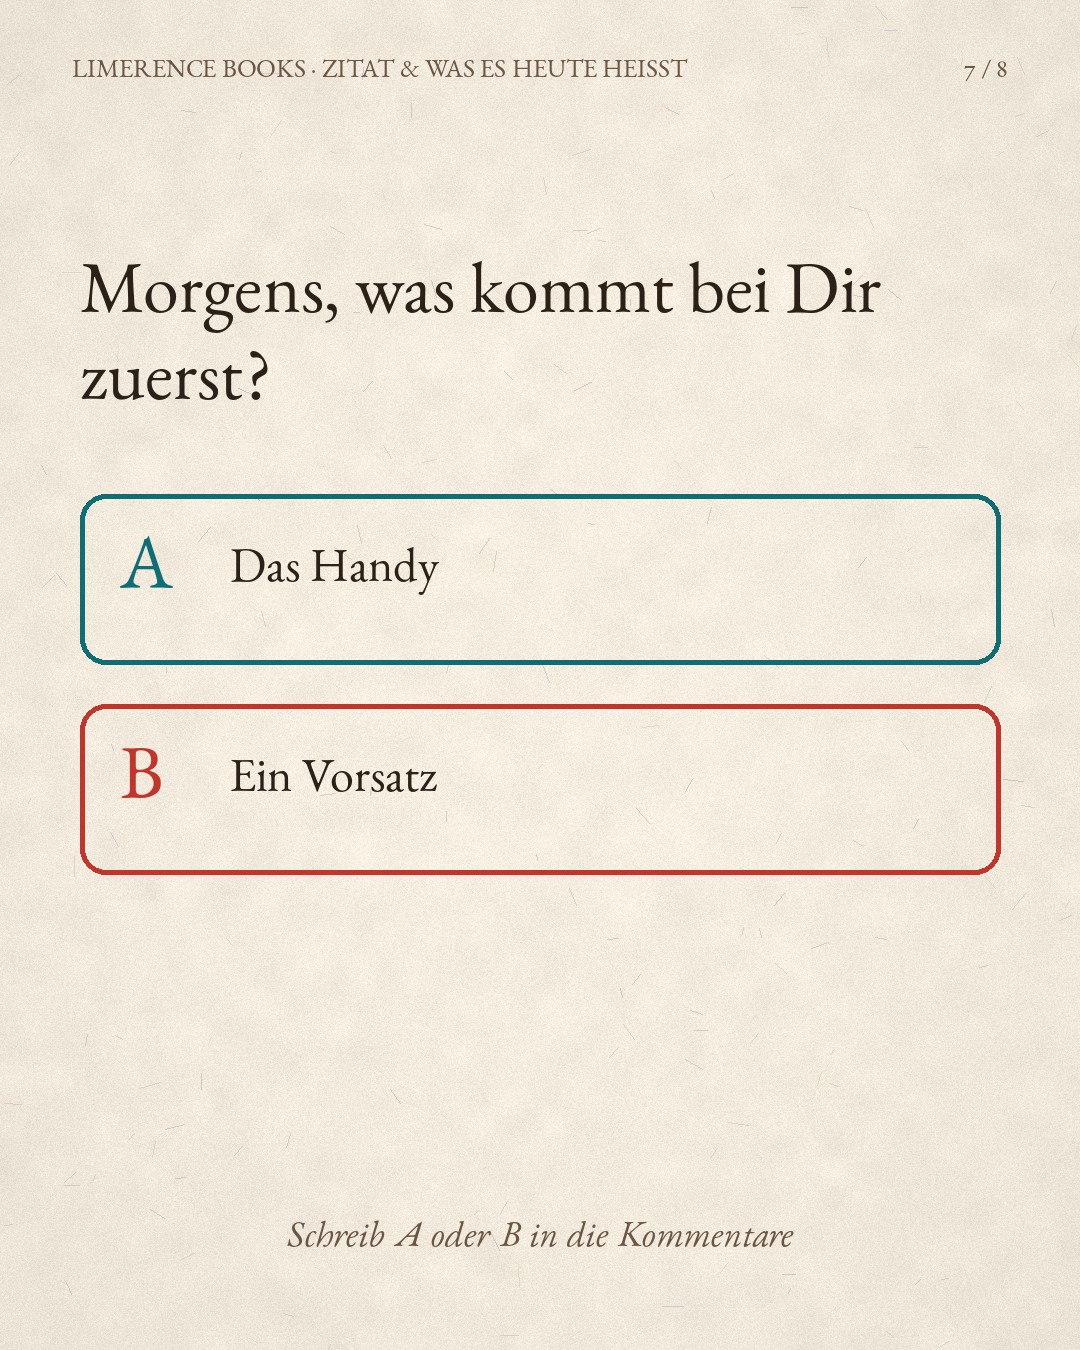 LIMERENCE BOOKS · ZITAT & WAS ES HEUTE HEISST
7 / 8
Morgens, was kommt bei Dir
zuerst?
A Das Handy
B Ein Vorsatz
Schreib A oder B in die Kommentare